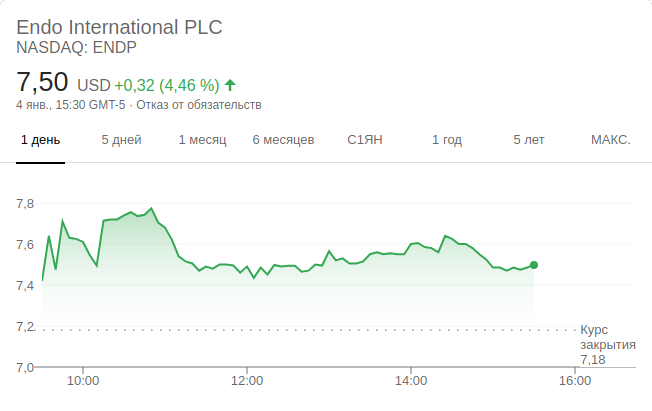 Endo International PLC
NASDAQ: ENDP
7,50 USD +0,32 (4,46 %)
4 янв., 15:30 GMT-5 · Отказ от обязательств
1 день 5 дней 1 месяц 6 месяцев С1ЯН 1 год 5 лет МАКС.
7,8
7,6
7,4
7,2
7,0
Курс
закрытия
7,18
10:00 12:00 14:00 16:00